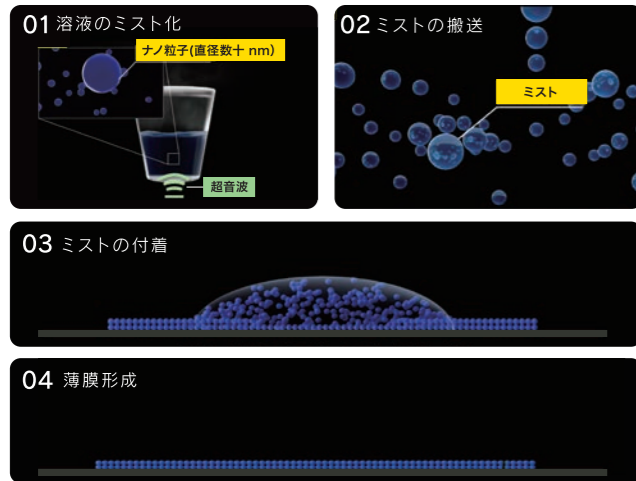 01 溶液のミスト化
ナノ粒子(直径数十 nm）
超音波
02 ミストの搬送
ミスト
03 ミストの付着
04 薄膜形成